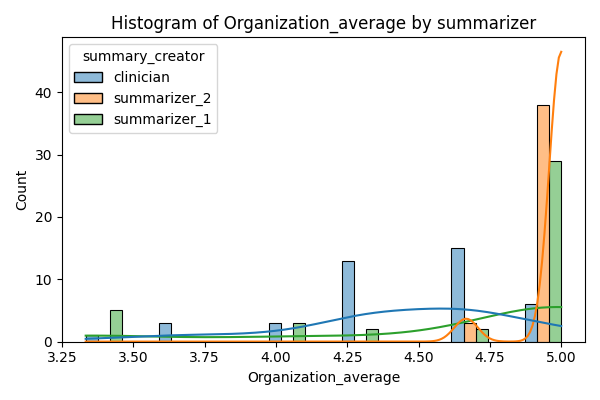 Histogram of Organization_average by summarizer
summary_creator
clinician
summarizer_2
summarizer_1
Count
40
30
20
10
0
3.25 3.50 3.75 4.00 4.25 4.50 4.75 5.00
Organization_average